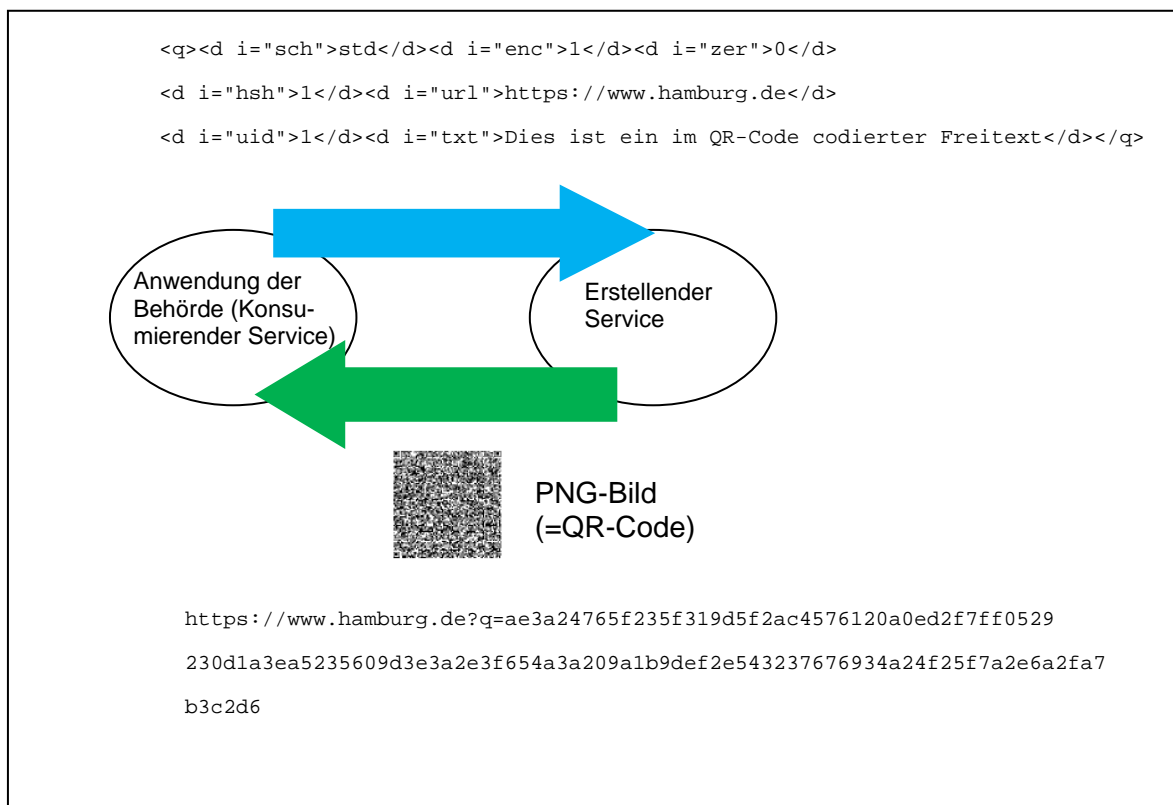 <q><d i="sch">std</d><d i="enc">1</d><d i="zer">0</d>
<d i="hsh">1</d><d i="url">https://www.hamburg.de</d>
<d i="uid">1</d><d i="txt">Dies ist ein im QR-Code codierter Freitext</d></q>
Anwendung der
Behörde (Konsu-
mierender Service)
Erstellender
Service
PNG-Bild
(=QR-Code)
https://www.hamburg.de?q=ae3a24765f235f319d5f2ac4576120a0ed2f7ff0529
230d1a3ea5235609d3e3a2e3f654a3a209a1b9def2e543237676934a24f25f7a2e6a2fa7
b3c2d6